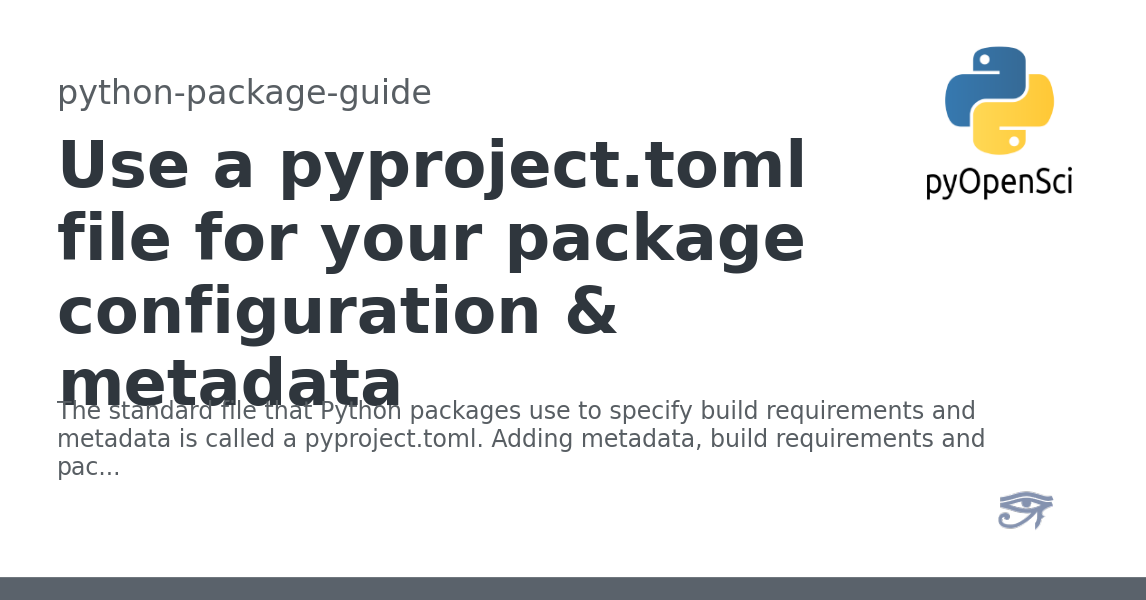 python-package-guide
Use a pyproject.toml
file for your package
configuration &
metadata
The standard file that Python packages use to specify build requirements and
metadata is called a pyproject.toml. Adding metadata, build requirements and
pac...
pyOpenSci